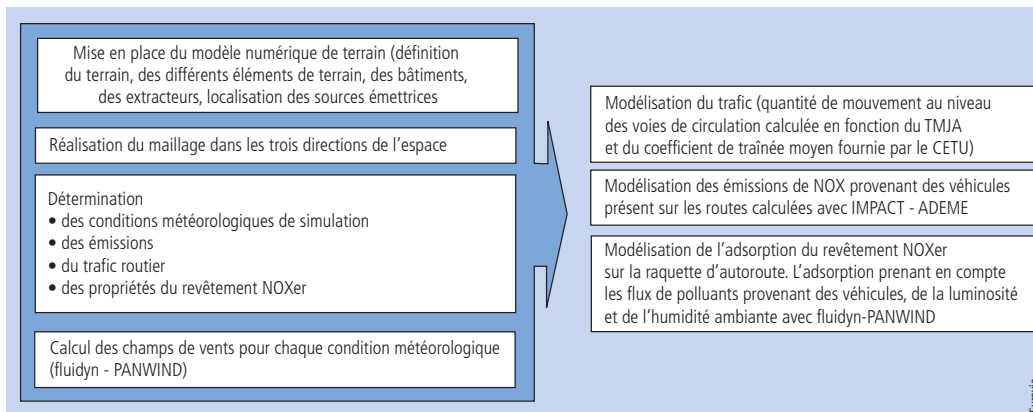 Mise en place du modèle numérique de terrain (définition
du terrain, des différents éléments de terrain, des bâtiments,
des extracteurs, localisation des sources émettrices
Réalisation du maillage dans les trois directions de l'espace
Détermination
• des conditions météorologiques de simulation
• des émissions
• du trafic routier
• des propriétés du revêtement NOXer
Calcul des champs de vents pour chaque condition météorologique
(fluidyn - PANWIND)
Modélisation du trafic (quantité de mouvement au niveau
des voies de circulation calculée en fonction du TMJA
et du coefficient de traînée moyen fournie par le CETU)
Modélisation des émissions de NOX provenant des véhicules
présent sur les routes calculées avec IMPACT - ADEME
Modélisation de l'adsorption du revêtement NOXer
sur la raquette d'autoroute. L'adsorption prenant en compte
les flux de polluants provenant des véhicules, de la luminosité
et de l'humidité ambiante avec fluidyn-PANWIND